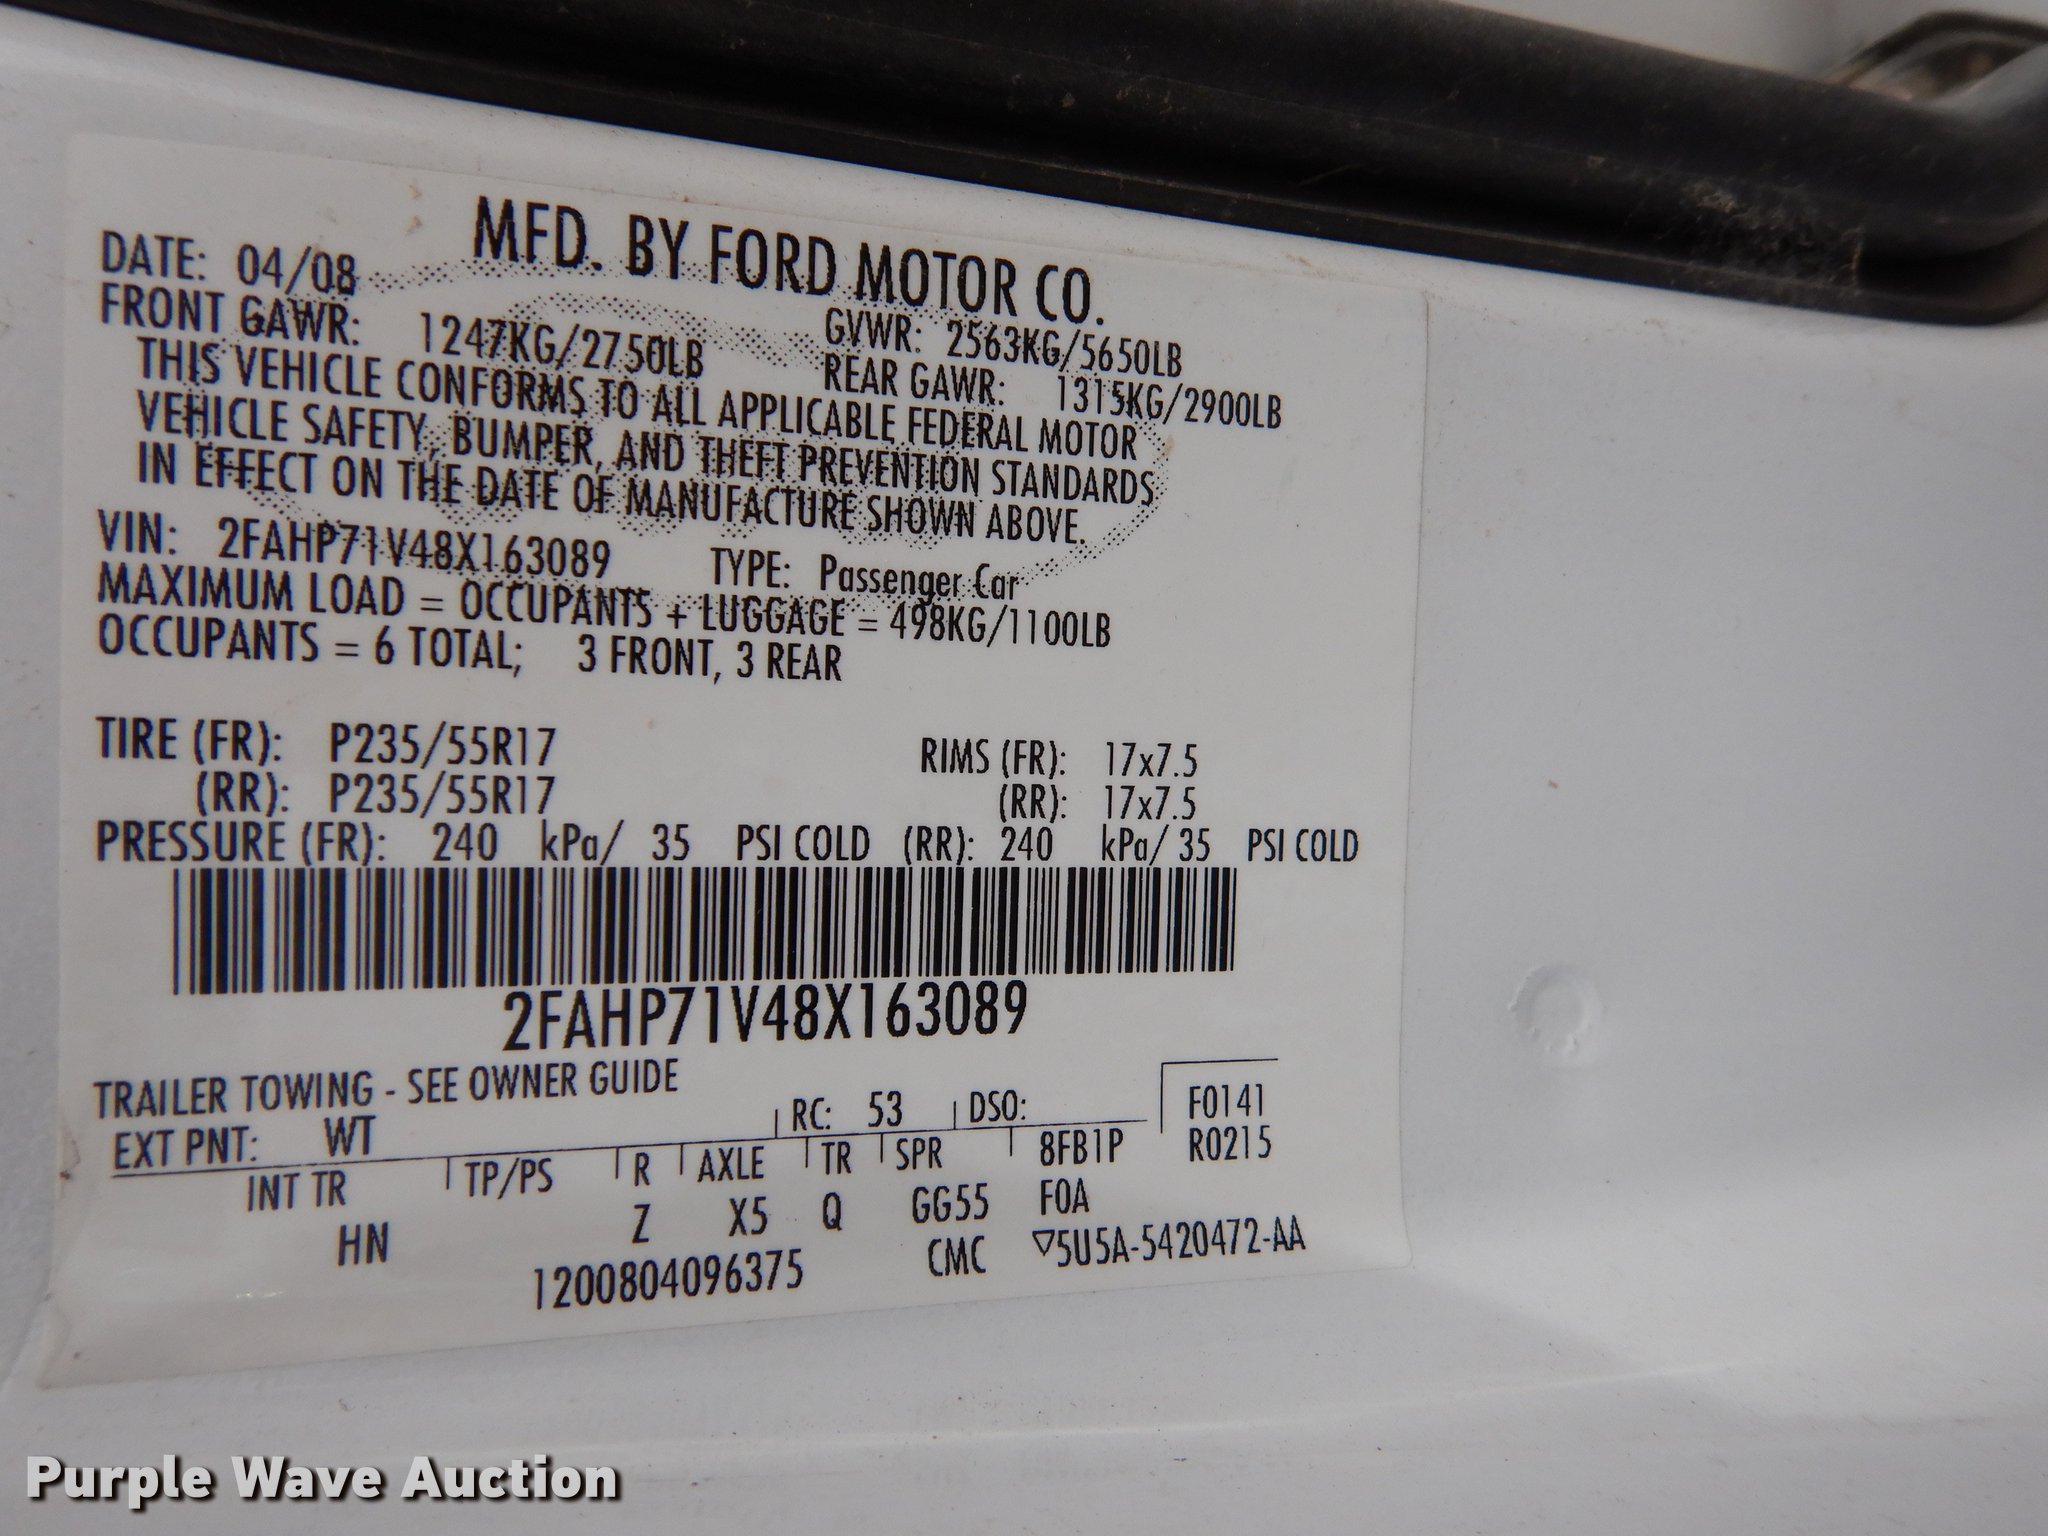 MFD. BY FORD MOTOR CO.
DATE: 04/08 GVWR: 2563KG/5650LB
FRONT GAWR: 1247KG/2750LB REAR GAWR: 1315KG/2900LB
THIS VEHICLE CONFORMS TO ALL APPLICABLE FEDERAL MOTOR
VEHICLE SAFETY, BUMPER, AND THEFT PREVENTION STANDARDS
IN EFFECT ON THE DATE OF MANUFACTURE SHOWN ABOVE.
VIN: 2FAHP71V48X163089 TYPE: Passenger Car
MAXIMUM LOAD = OCCUPANTS + LUGGAGE = 498KG/1100LB
OCCUPANTS = 6 TOTAL; 3 FRONT, 3 REAR
TIRE (FR): P235/55R17 RIMS (FR): 17x7.5
(RR): P235/55R17 (RR): 17x7.5
PRESSURE (FR): 240 kPa/ 35 PSI COLD (RR): 240 kPa/ 35 PSI COLD
2FAHP71V48X163089
TRAILER TOWING - SEE OWNER GUIDE
EXT PNT: WT RC: 53 DSO: F0141
INT TR TP/PS R AXLE TR SPR 8FB1P R0215
HN Z X5 Q GG55 F0A
1200804096375 CMC ▽5U5A-5420472-AA
Purple Wave Auction